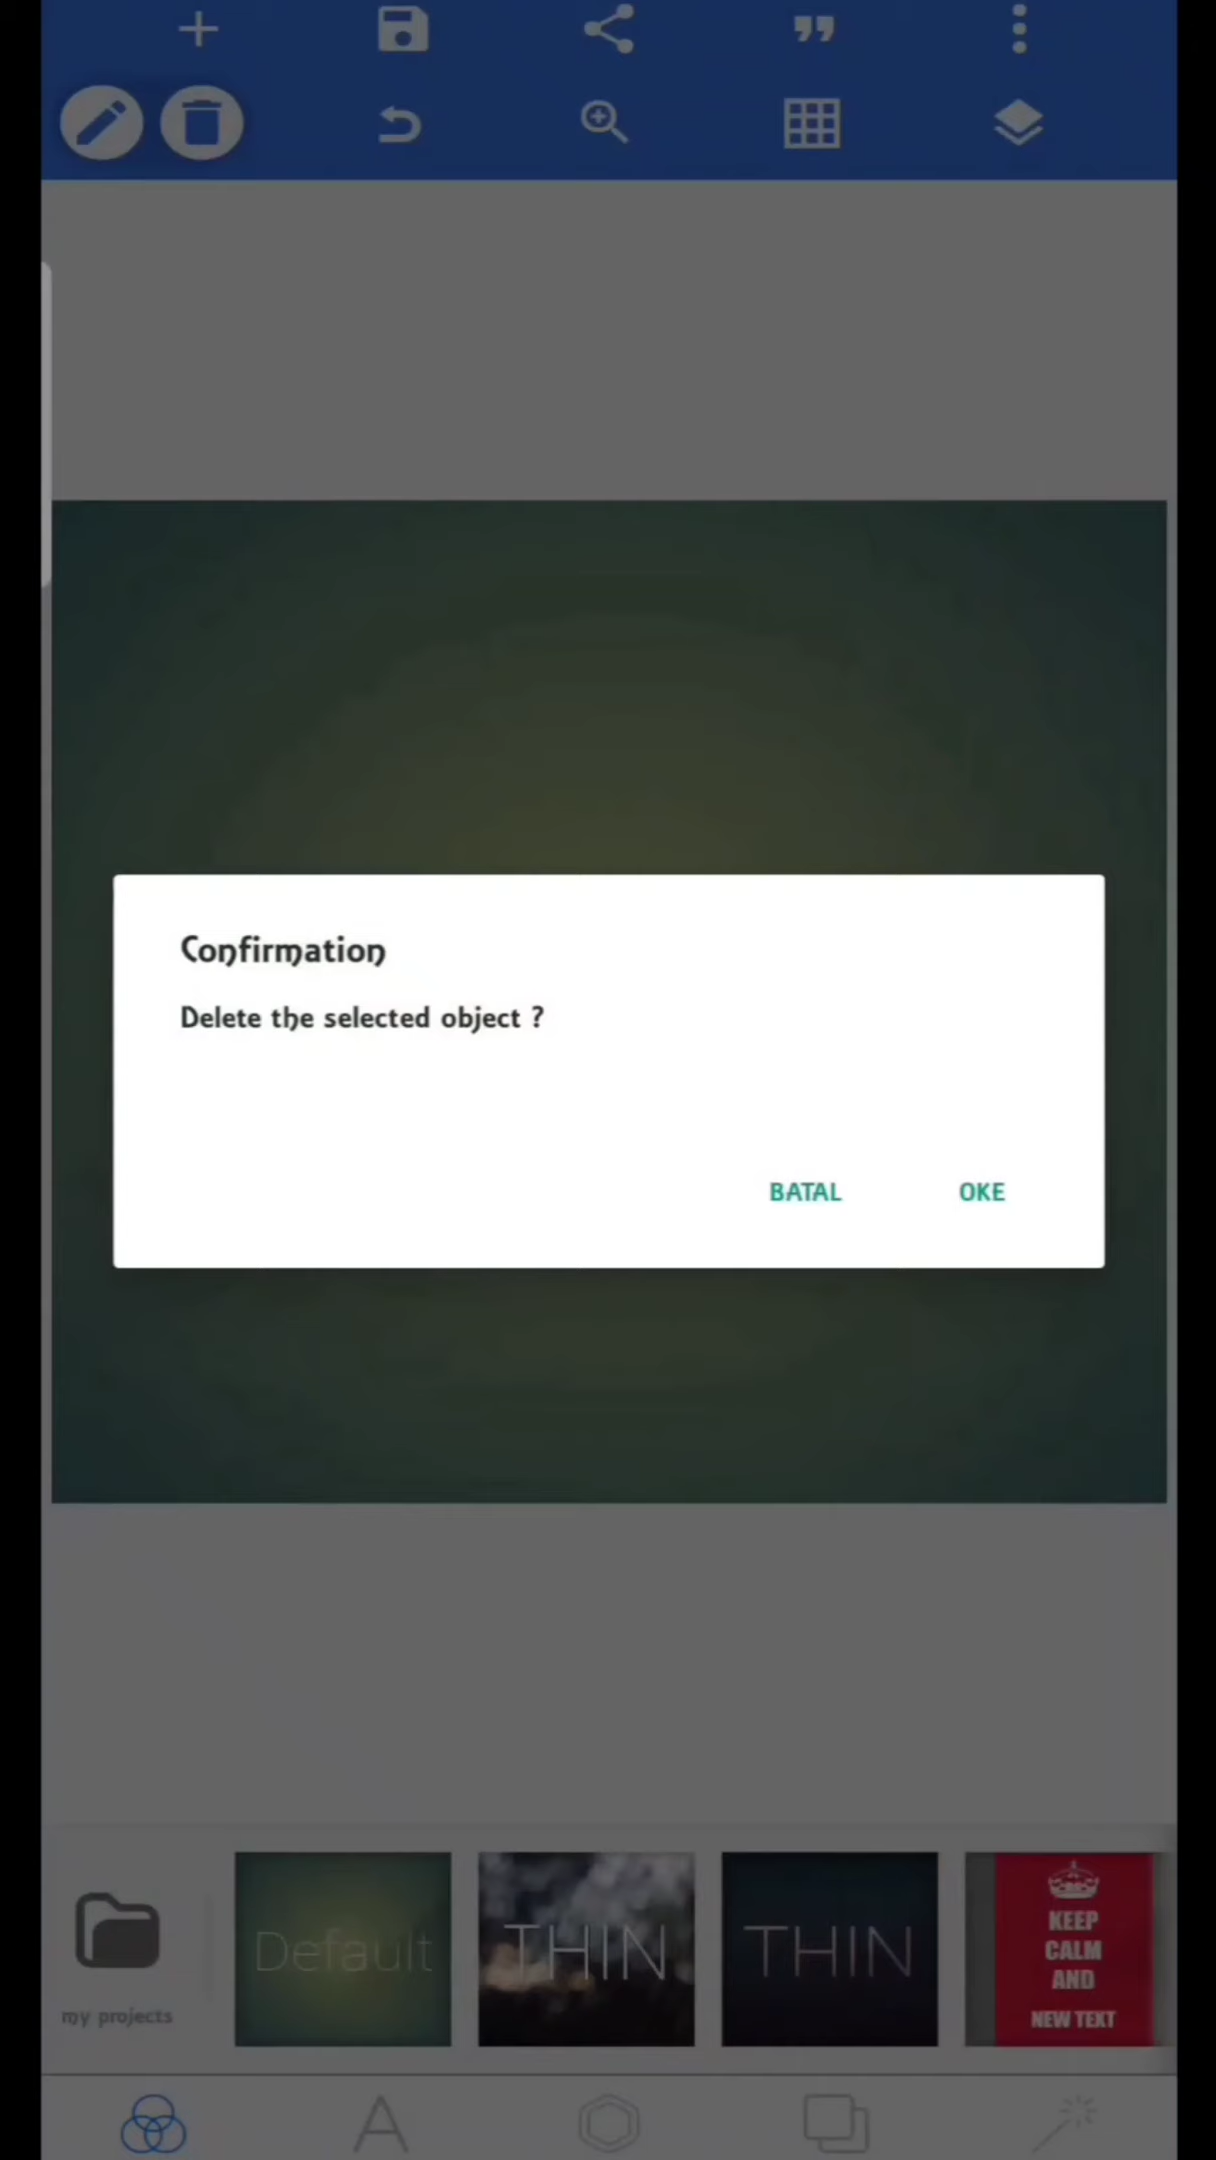 Confirmation
Delete the selected object ?
BATAL OKE
Default
THIN
THIN
KEEP
CALM
AND
NEW TEXT
my projects